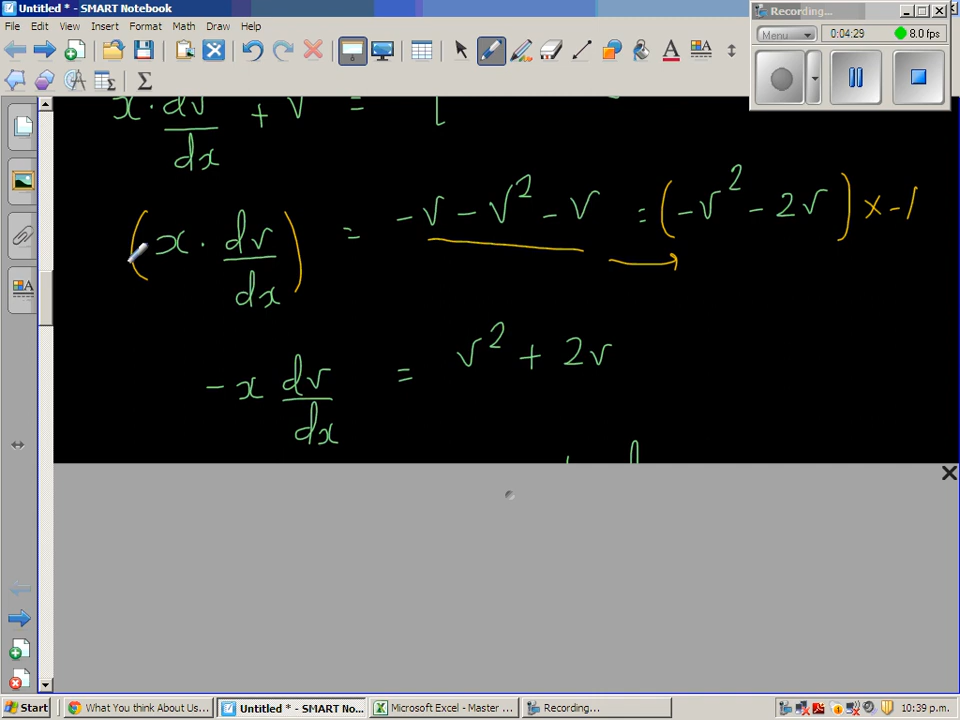 Untitled * - SMART Notebook
File Edit View Insert Format Math Draw Help
Recording...
Menu 0:04:29 8.0 fps
x · dv/dx + v =
(x · dv/dx) = -v - v² - v = (-v² - 2v) x -1
-x dv/dx = v² + 2v
Start What You think About Us... Untitled * - SMART No... Microsoft Excel - Master ... Recording... 10:39 p.m.